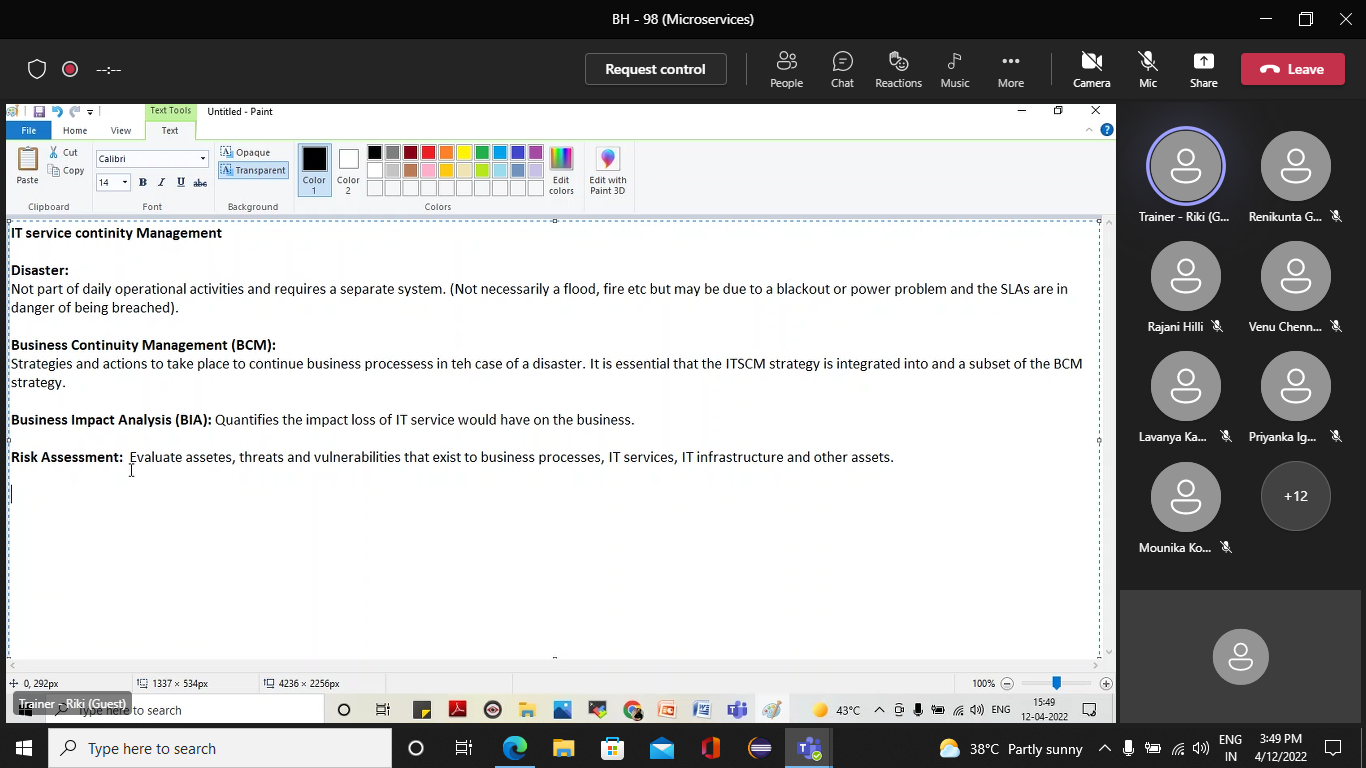 BH - 98 (Microservices)
--:--
Request control
People
Chat
Reactions
Music
More
Camera
Mic
Share
Leave
Text Tools
Untitled - Paint
File
Home
View
Text
Paste
Cut
Copy
Clipboard
Calibri
14
B I U abc
Font
Opaque
Transparent
Background
Color 1
Color 2
Colors
Edit colors
Edit with Paint 3D
IT service continity Management
Disaster:
Not part of daily operational activities and requires a separate system. (Not necessarily a flood, fire etc but may be due to a blackout or power problem and the SLAs are in
danger of being breached).
Business Continuity Management (BCM):
Strategies and actions to take place to continue business processess in teh case of a disaster. It is essential that the ITSCM strategy is integrated into and a subset of the BCM
strategy.
Business Impact Analysis (BIA): Quantifies the impact loss of IT service would have on the business.
Risk Assessment: Evaluate assetes, threats and vulnerabilities that exist to business processes, IT services, IT infrastructure and other assets.
Trainer - Riki (G...
Renikunta G...
Rajani Hilli
Venu Chenn...
Lavanya Ka...
Priyanka Ig...
Mounika Ko...
+12
0, 292px
1337 × 534px
4236 × 2256px
100%
Trainer - Riki (Guest)
Type here to search
43°C
ENG
15:49
12-04-2022
Type here to search
38°C Partly sunny
ENG
IN
3:49 PM
4/12/2022